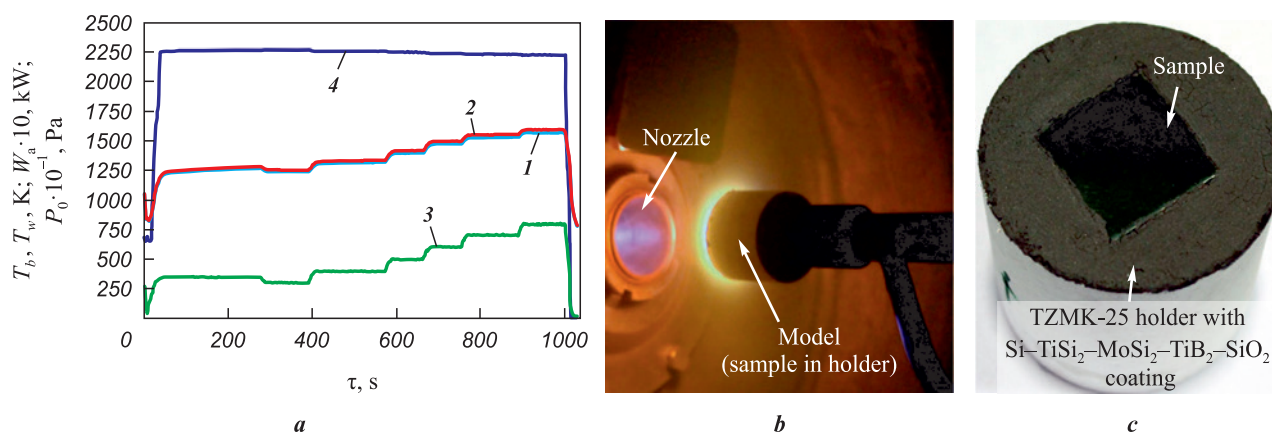 T_b, T_w, K; W_a·10, kW;
P_0·10⁻¹, Pa
2500
2250
2000
1750
1500
1250
1000
750
500
250
0
200
400
600
800
1000
τ, s
4
2
1
3
a
Nozzle
Model
(sample in holder)
b
Sample
TZMK-25 holder with
Si–TiSi₂–MoSi₂–TiB₂–SiO₂
coating
c